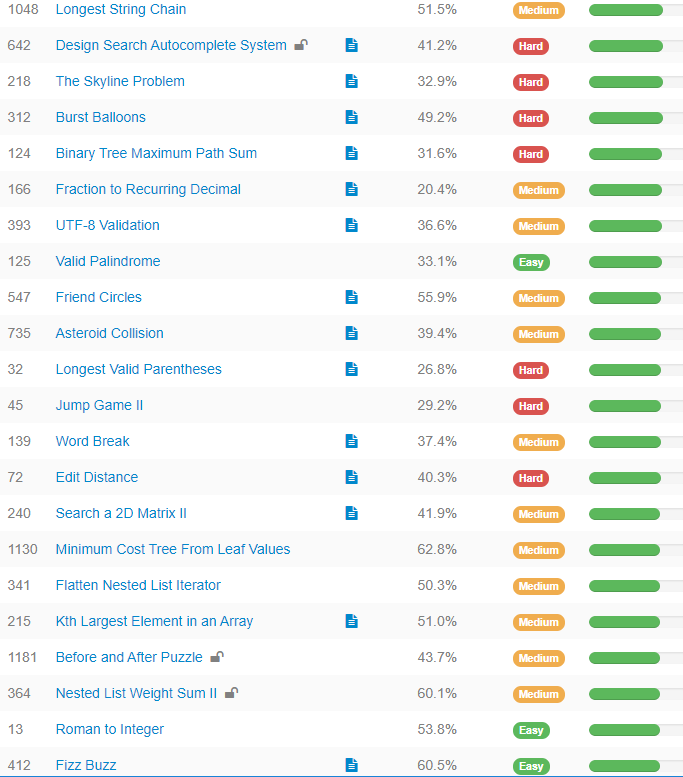 1048 Longest String Chain 51.5% Medium
642 Design Search Autocomplete System 41.2% Hard
218 The Skyline Problem 32.9% Hard
312 Burst Balloons 49.2% Hard
124 Binary Tree Maximum Path Sum 31.6% Hard
166 Fraction to Recurring Decimal 20.4% Medium
393 UTF-8 Validation 36.6% Medium
125 Valid Palindrome 33.1% Easy
547 Friend Circles 55.9% Medium
735 Asteroid Collision 39.4% Medium
32 Longest Valid Parentheses 26.8% Hard
45 Jump Game II 29.2% Hard
139 Word Break 37.4% Medium
72 Edit Distance 40.3% Hard
240 Search a 2D Matrix II 41.9% Medium
1130 Minimum Cost Tree From Leaf Values 62.8% Medium
341 Flatten Nested List Iterator 50.3% Medium
215 Kth Largest Element in an Array 51.0% Medium
1181 Before and After Puzzle 43.7% Medium
364 Nested List Weight Sum II 60.1% Medium
13 Roman to Integer 53.8% Easy
412 Fizz Buzz 60.5% Easy